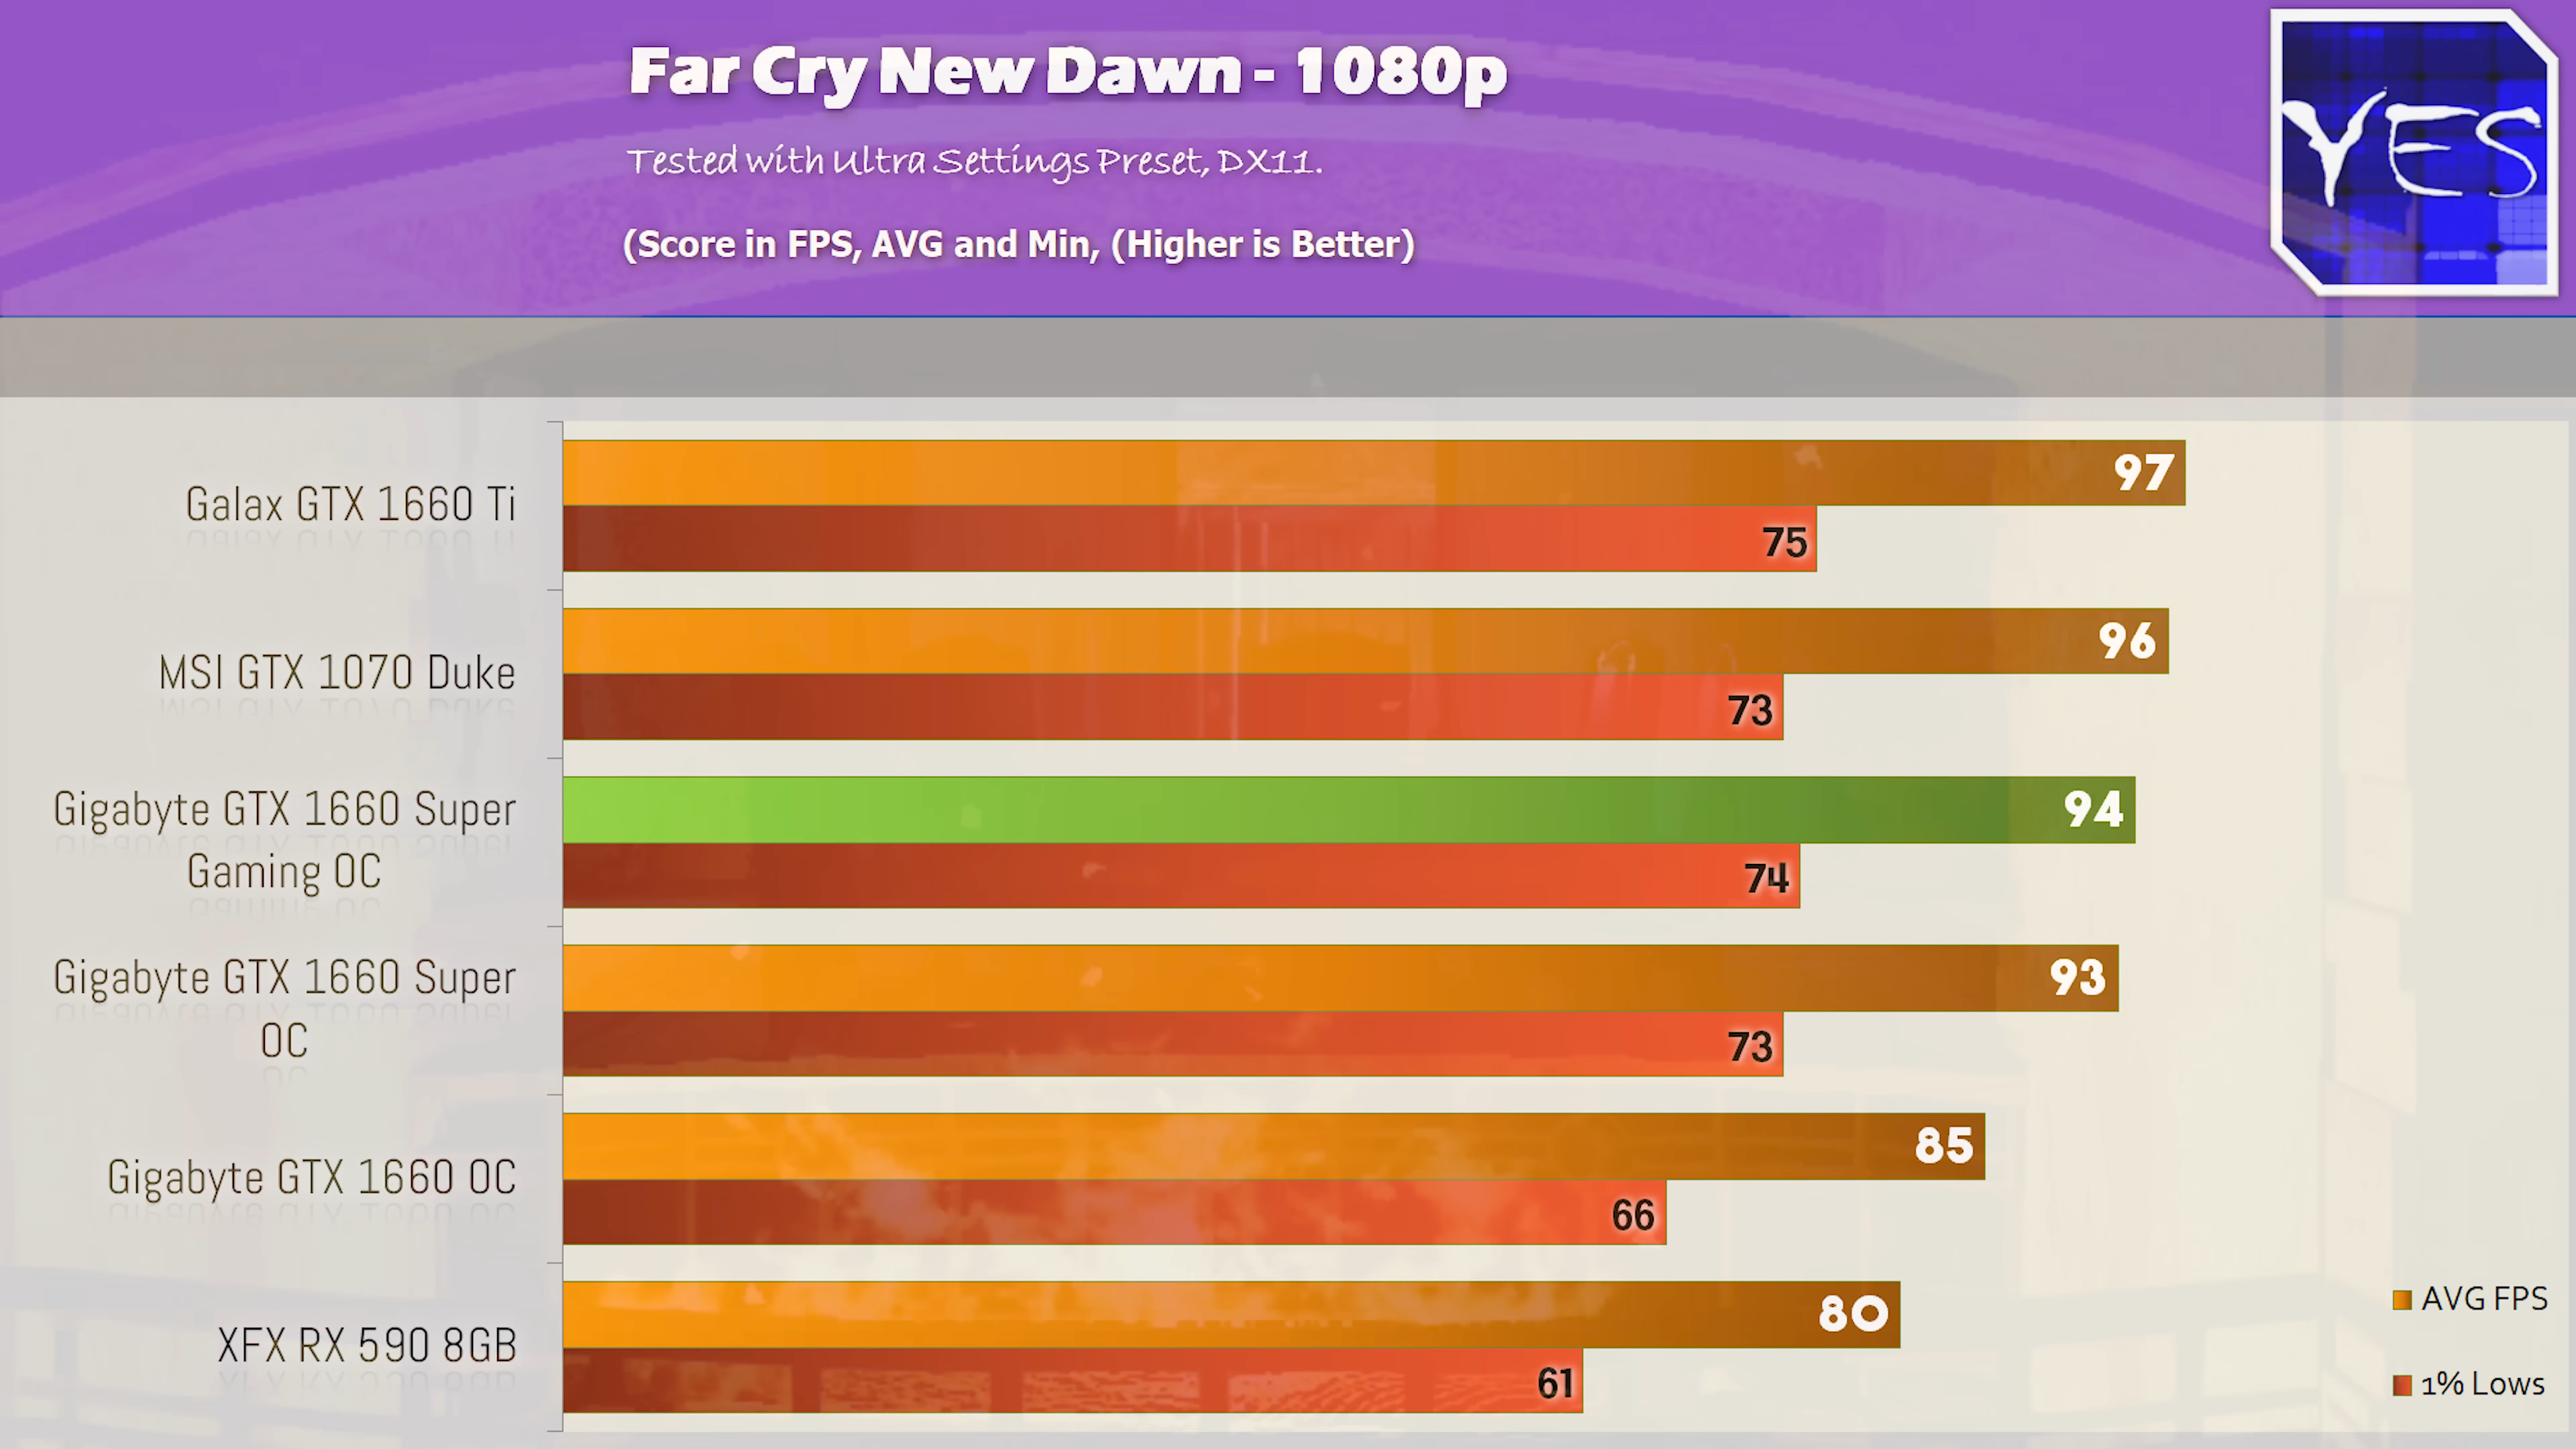 Far Cry New Dawn - 1080p
Tested with Ultra Settings Preset, DX11.
(Score in FPS, AVG and Min, (Higher is Better)
YES
Galax GTX 1660 Ti
97
75
MSI GTX 1070 Duke
96
73
Gigabyte GTX 1660 Super
Gaming OC
94
74
Gigabyte GTX 1660 Super
OC
93
73
Gigabyte GTX 1660 OC
85
66
XFX RX 590 8GB
80
61
AVG FPS
1% Lows